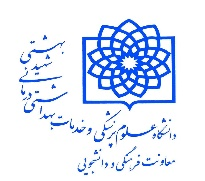 دانشگاه علوم پزشکی و خدمات بهداشتی درمانی شهید بهشتی
معاونت فرهنگی و دانشجویی